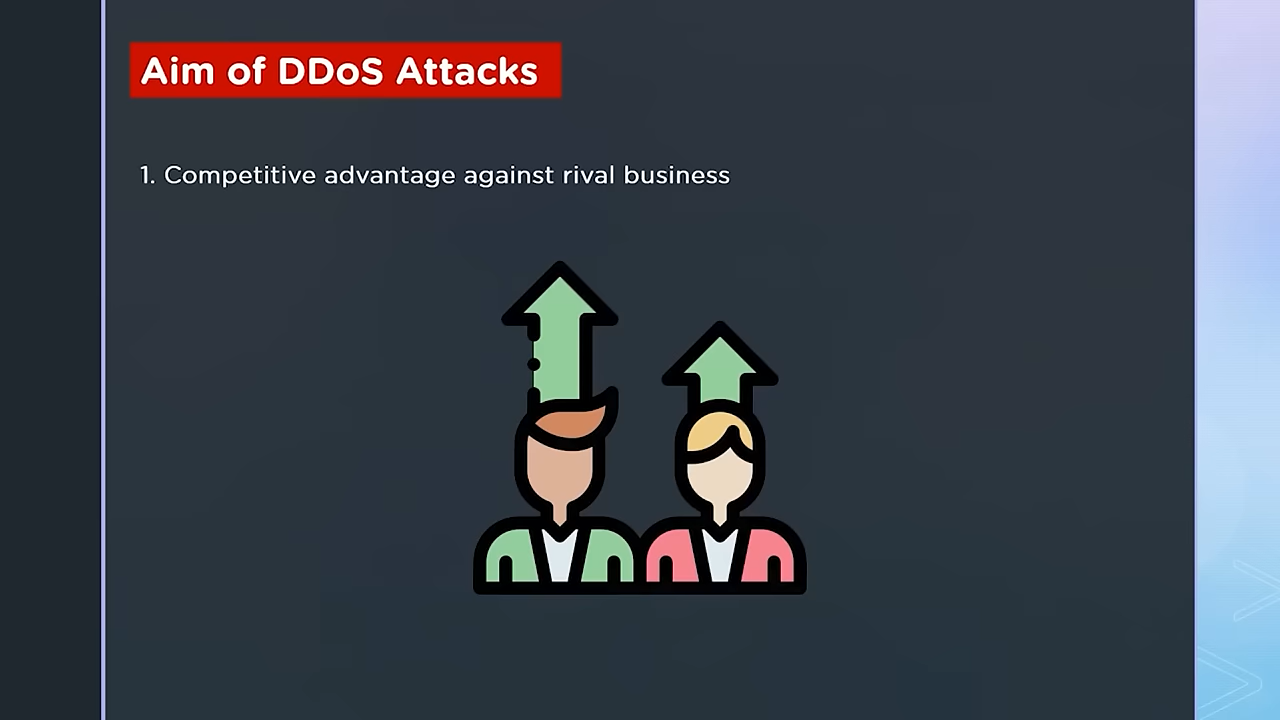 Aim of DDoS Attacks
1. Competitive advantage against rival business